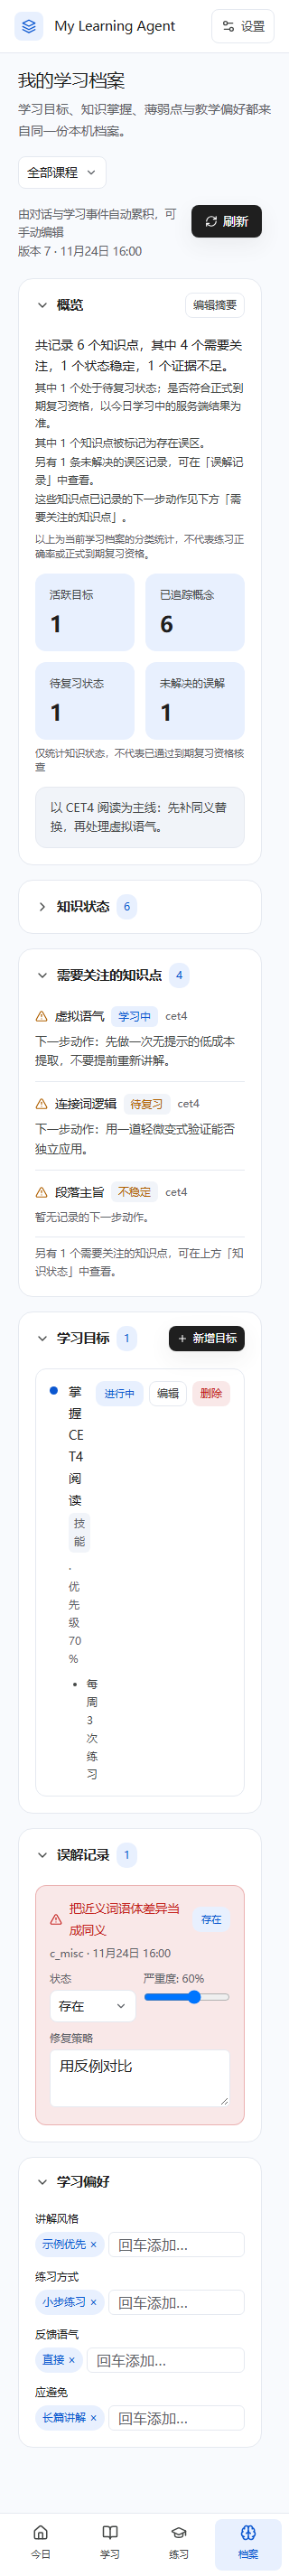 My Learning Agent
设置
我的学习档案
学习目标、知识掌握、薄弱点与教学偏好都来
自同一份本机档案。
全部课程
由对话与学习事件自动累积，可
手动编辑
版本 7 · 11月24日 16:00
刷新
概览
编辑摘要
共记录 6 个知识点，其中 4 个需要关
注，1 个状态稳定，1 个证据不足。
其中 1 个处于待复习状态；是否符合正式到
期复习资格，以今日学习中的服务端结果为
准。
其中 1 个知识点被标记为存在误区。
另有 1 条未解决的误区记录，可在「误解记
录」中查看。
这些知识点已记录的下一步动作见下方「需
要关注的知识点」。
以上为当前学习档案的分类统计，不代表练习正
确率或正式到期复习资格。
活跃目标
1
已追踪概念
6
待复习状态
1
未解决的误解
1
仅统计知识状态，不代表已通过到期复习资格核
查
以 CET4 阅读为主线：先补同义替
换，再处理虚拟语气。
知识状态 6
需要关注的知识点 4
虚拟语气 学习中 cet4
下一步动作：先做一次无提示的低成本
提取，不要提前重新讲解。
连接词逻辑 待复习 cet4
下一步动作：用一道轻微变式验证能否
独立应用。
段落主旨 不稳定 cet4
暂无记录的下一步动作。
另有 1 个需要关注的知识点，可在上方「知
识状态」中查看。
学习目标 1
+ 新增目标
掌
握
CE
T4
阅
读
进行中
编辑
删除
技
能
·
优
先
级
70
%
• 每
周
3
次
练
习
误解记录 1
把近义词语体差异当
成同义
存在
c_misc · 11月24日 16:00
状态
存在
严重度: 60%
修复策略
用反例对比
学习偏好
讲解风格
示例优先 ×
回车添加...
练习方式
小步练习 ×
回车添加...
反馈语气
直接 ×
回车添加...
应避免
长篇讲解 ×
回车添加...
今日
学习
练习
档案